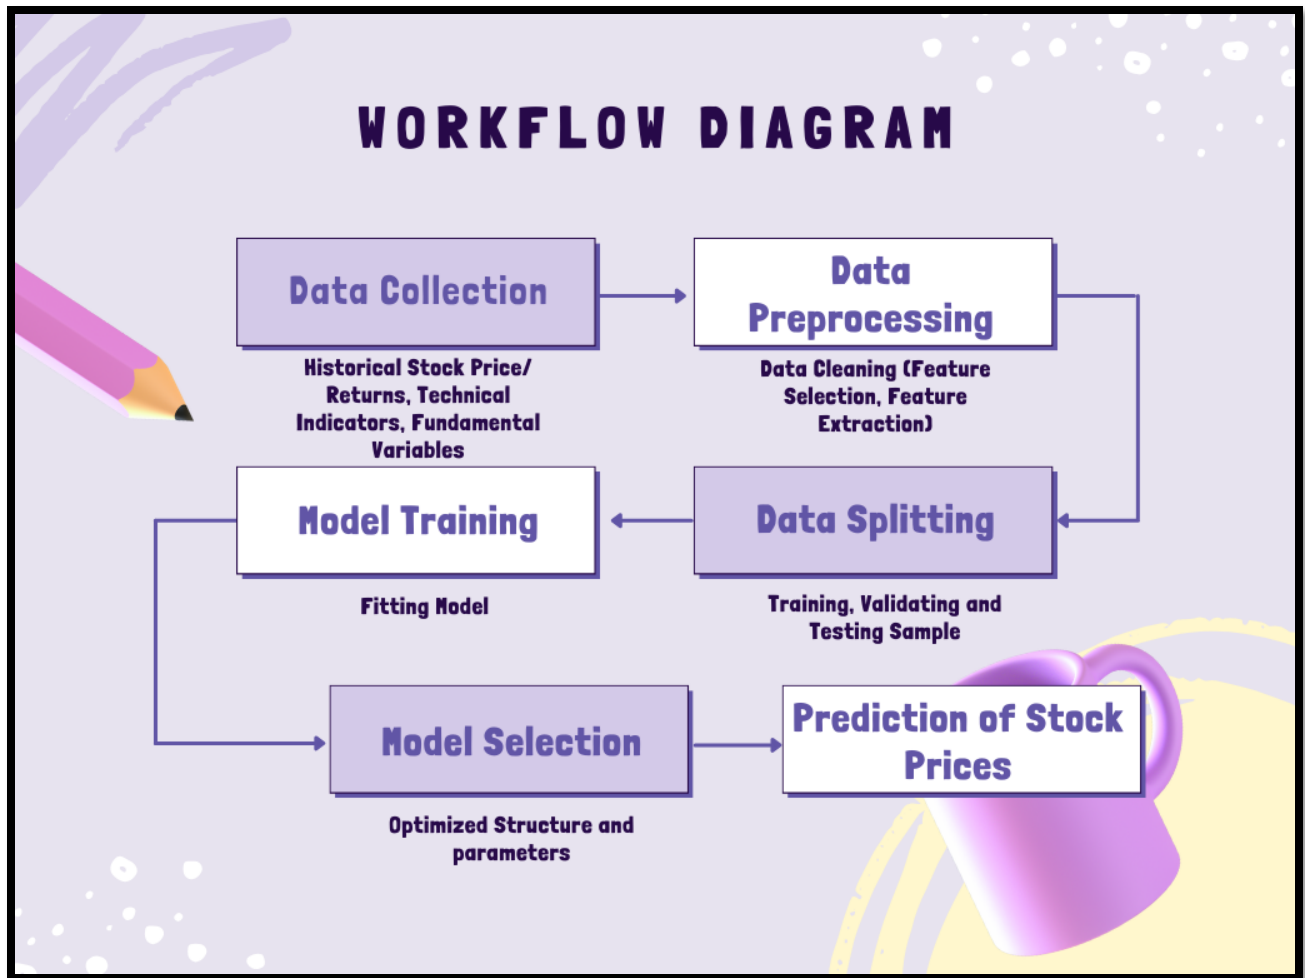 WORKFLOW DIAGRAM
Data Collection
Historical Stock Price/
Returns, Technical
Indicators, Fundamental
Variables
Data
Preprocessing
Data Cleaning (Feature
Selection, Feature
Extraction)
Data Splitting
Training, Validating and
Testing Sample
Model Training
Fitting Model
Model Selection
Optimized Structure and
parameters
Prediction of Stock
Prices